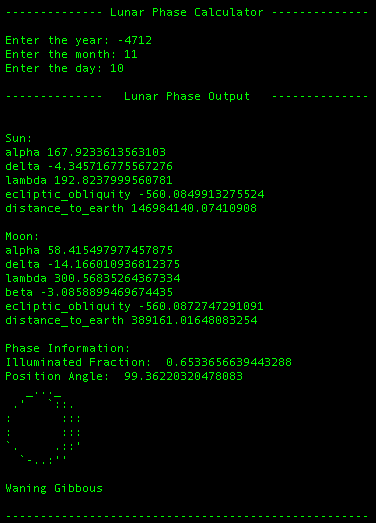 -------------- Lunar Phase Calculator --------------
Enter the year: -4712
Enter the month: 11
Enter the day: 10
--------------   Lunar Phase Output   --------------
Sun:
alpha 167.9233613563103
delta -4.345716775567276
lambda 192.8237999560781
ecliptic_obliquity -560.0849913275524
distance_to_earth 146984140.07410908
Moon:
alpha 58.415497977457875
delta -14.166010936812375
lambda 300.56835264367334
beta -3.0858899469674435
ecliptic_obliquity -560.0872747291091
distance_to_earth 389161.01648083254
Phase Information:
Illuminated Fraction:  0.6533656639443288
Position Angle:  99.36220320478083
   _..._
 .'   `::.
:       :::
:       :::
`.     .::'
  `-..:''
Waning Gibbous
----------------------------------------------------